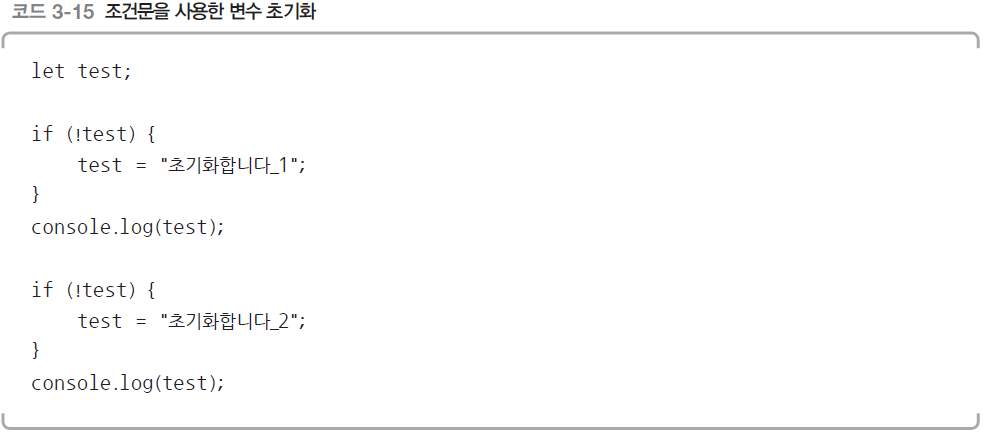 코드 3-15 조건문을 사용한 변수 초기화
let test;
if (!test) {
    test = "초기화합니다_1";
}
console.log(test);
if (!test) {
    test = "초기화합니다_2";
}
console.log(test);